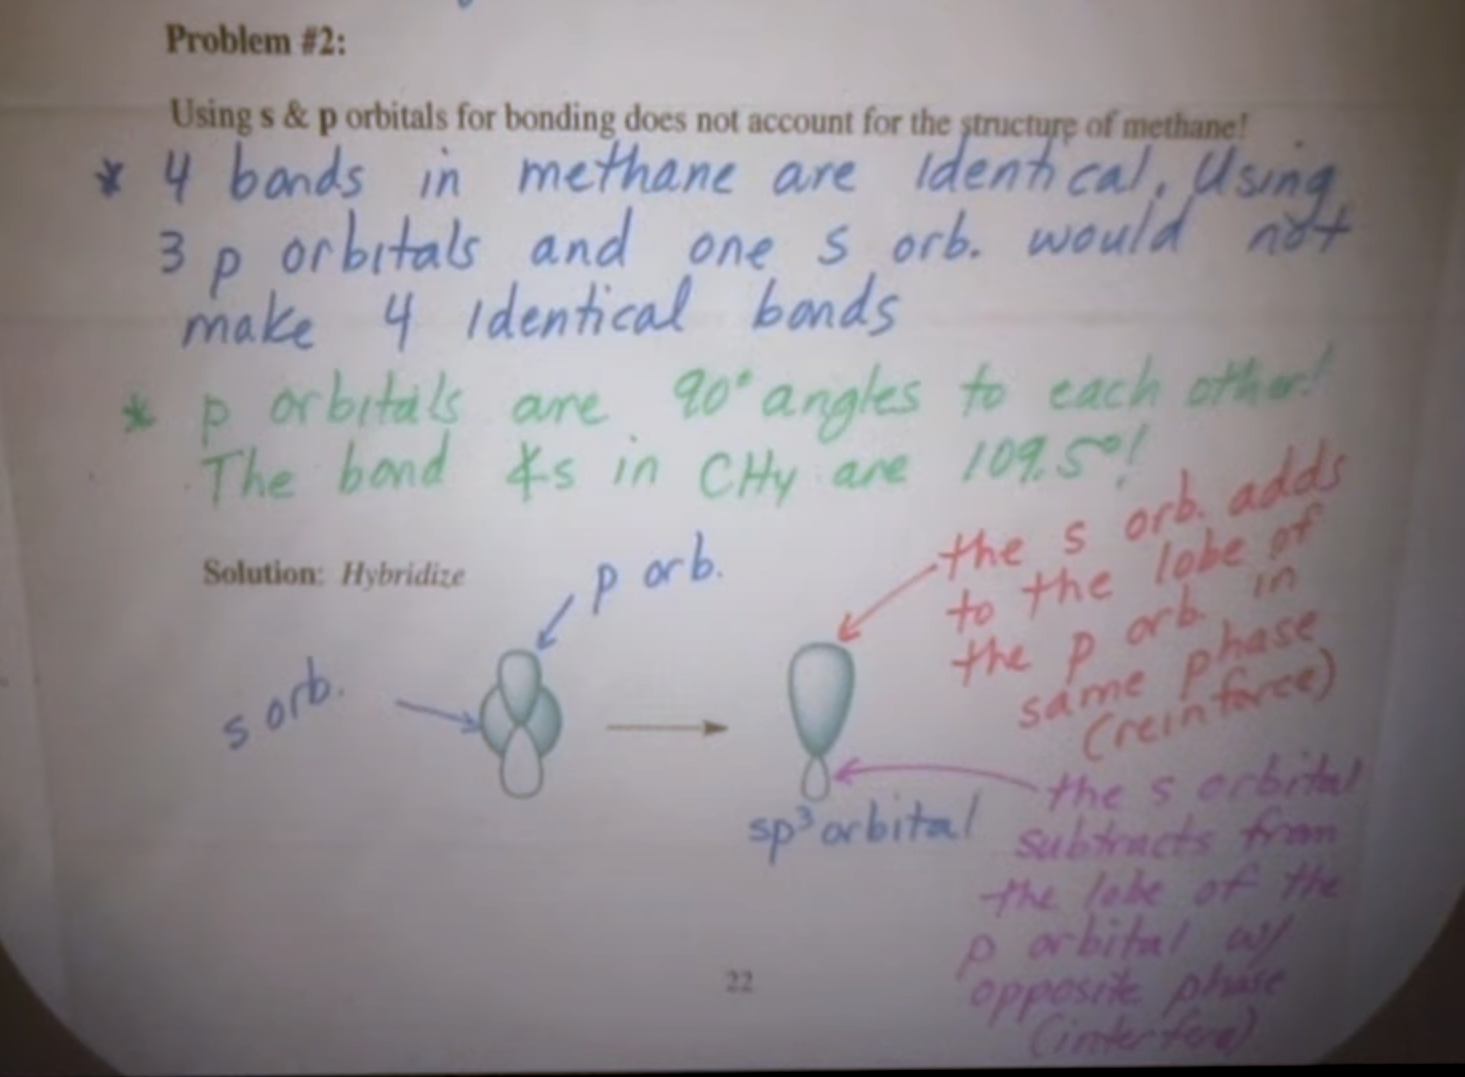 Problem #2:
Using s & p orbitals for bonding does not account for the structure of methane!
* 4 bonds in methane are identical. Using
3 p orbitals and one s orb. would not
make 4 identical bonds
* p orbitals are 90° angles to each other!
The bond ∡s in CH4 are 109.5°!
Solution: Hybridize
p orb.
s orb.
the s orb. adds
to the lobe of
the p orb. in
same phase
(reinforce)
sp³ orbital
the s orbital
subtracts from
the lobe of the
p orbital w/
opposite phase
(interfere)
22